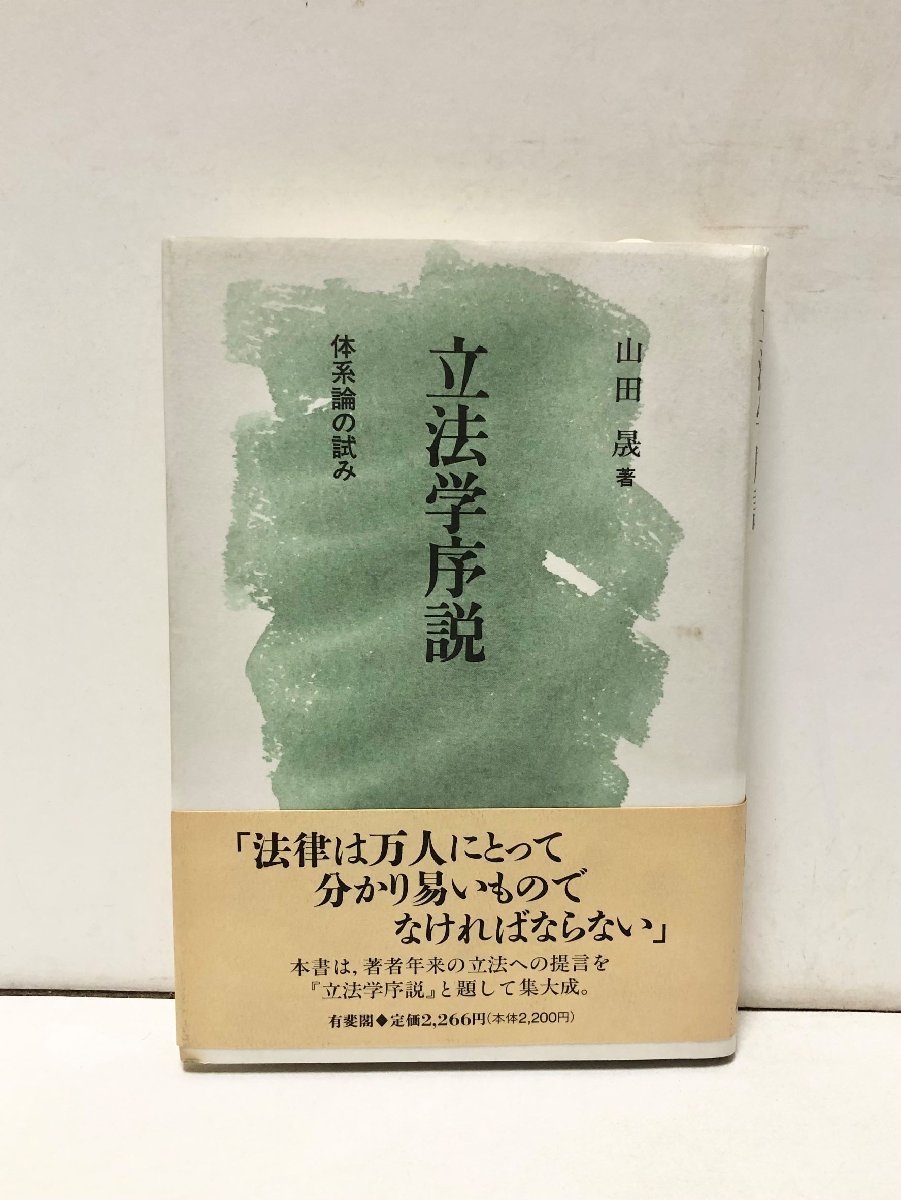 山田 晟 著
立法学序説
体系論の試み
「法律は万人にとって
分かり易いもので
なければならない」
本書は，著者年来の立法への提言を
『立法学序説』と題して集大成。
有斐閣◆定価2,266円(本体2,200円)